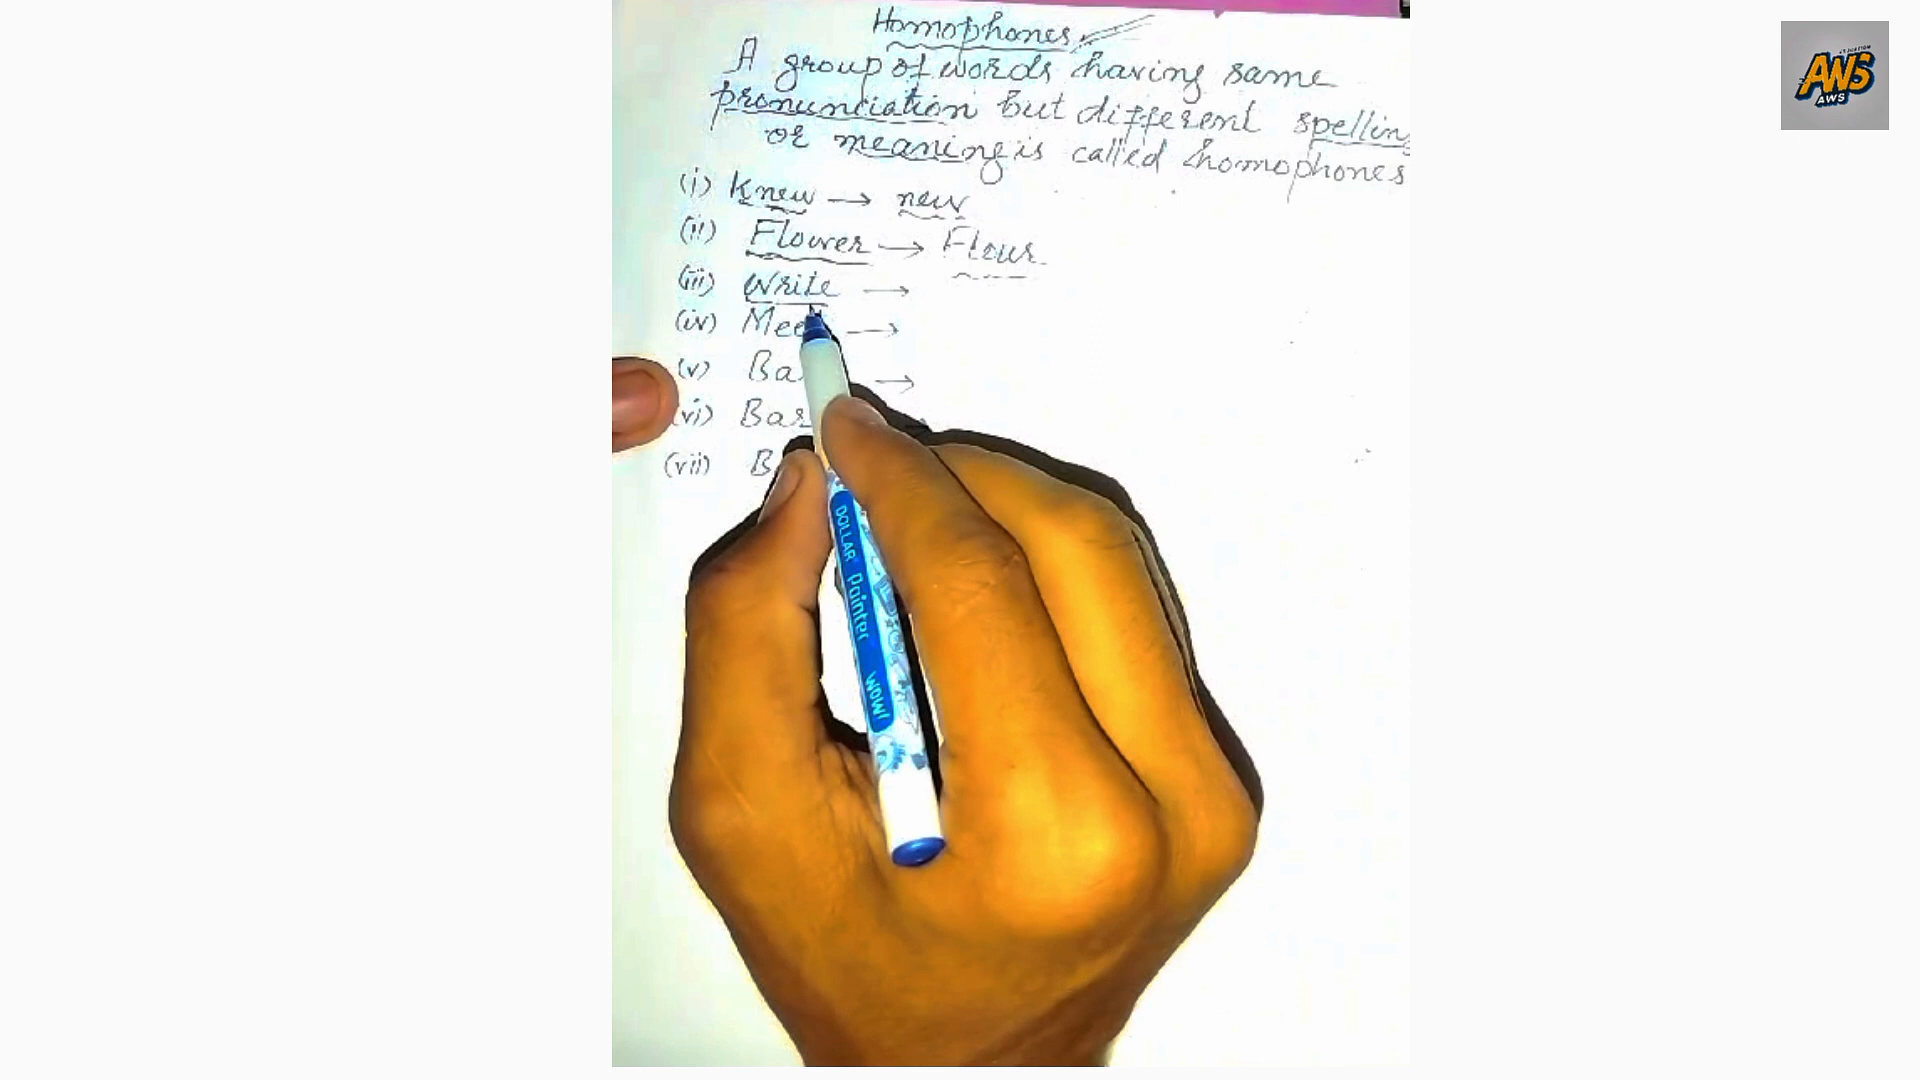 Homophones
A group of words having same
pronunciation but different spelling
or meaning is called homophones
(i) Knew → new
(ii) Flower → Flour
(iii) Write →
(iv) →
(v) →
(vi)
(vii)
DOLLAR Pointer WOW!
AWS
AWS